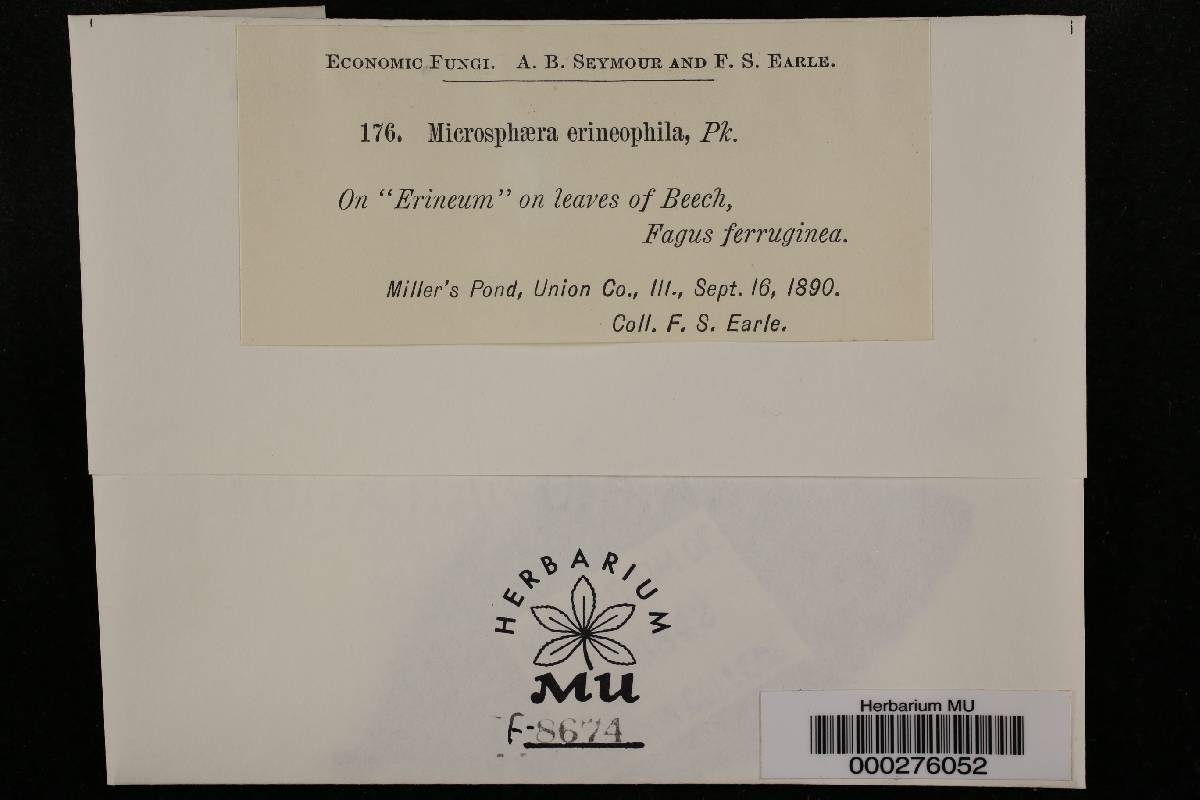 ECONOMIC FUNGI. A. B. SEYMOUR AND F. S. EARLE.
176. Microsphæra erineophila, Pk.
On "Erineum" on leaves of Beech,
Fagus ferruginea.
Miller's Pond, Union Co., Ill., Sept. 16, 1890.
Coll. F. S. Earle.
HERBARIUM
MU
F-8674
Herbarium MU
000276052